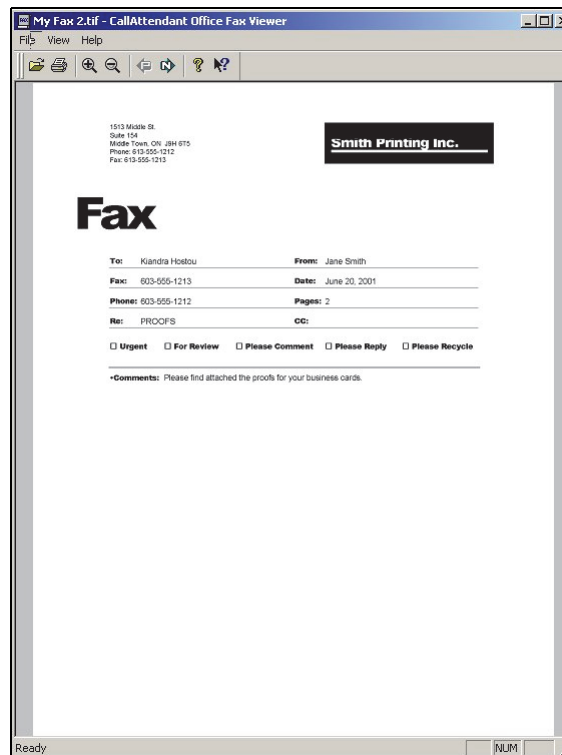 My Fax 2.tif - CallAttendant Office Fax Viewer
File View Help
1513 Middle St.
Suite 154
Middle Town, ON J9H 6T5
Phone: 613-555-1212
Fax: 613-555-1213
Smith Printing Inc.
Fax
To: Kiandra Hostou From: Jane Smith
Fax: 603-555-1213 Date: June 20, 2001
Phone: 603-555-1212 Pages: 2
Re: PROOFS CC:
☐ Urgent ☐ For Review ☐ Please Comment ☐ Please Reply ☐ Please Recycle
•Comments: Please find attached the proofs for your business cards.
Ready NUM